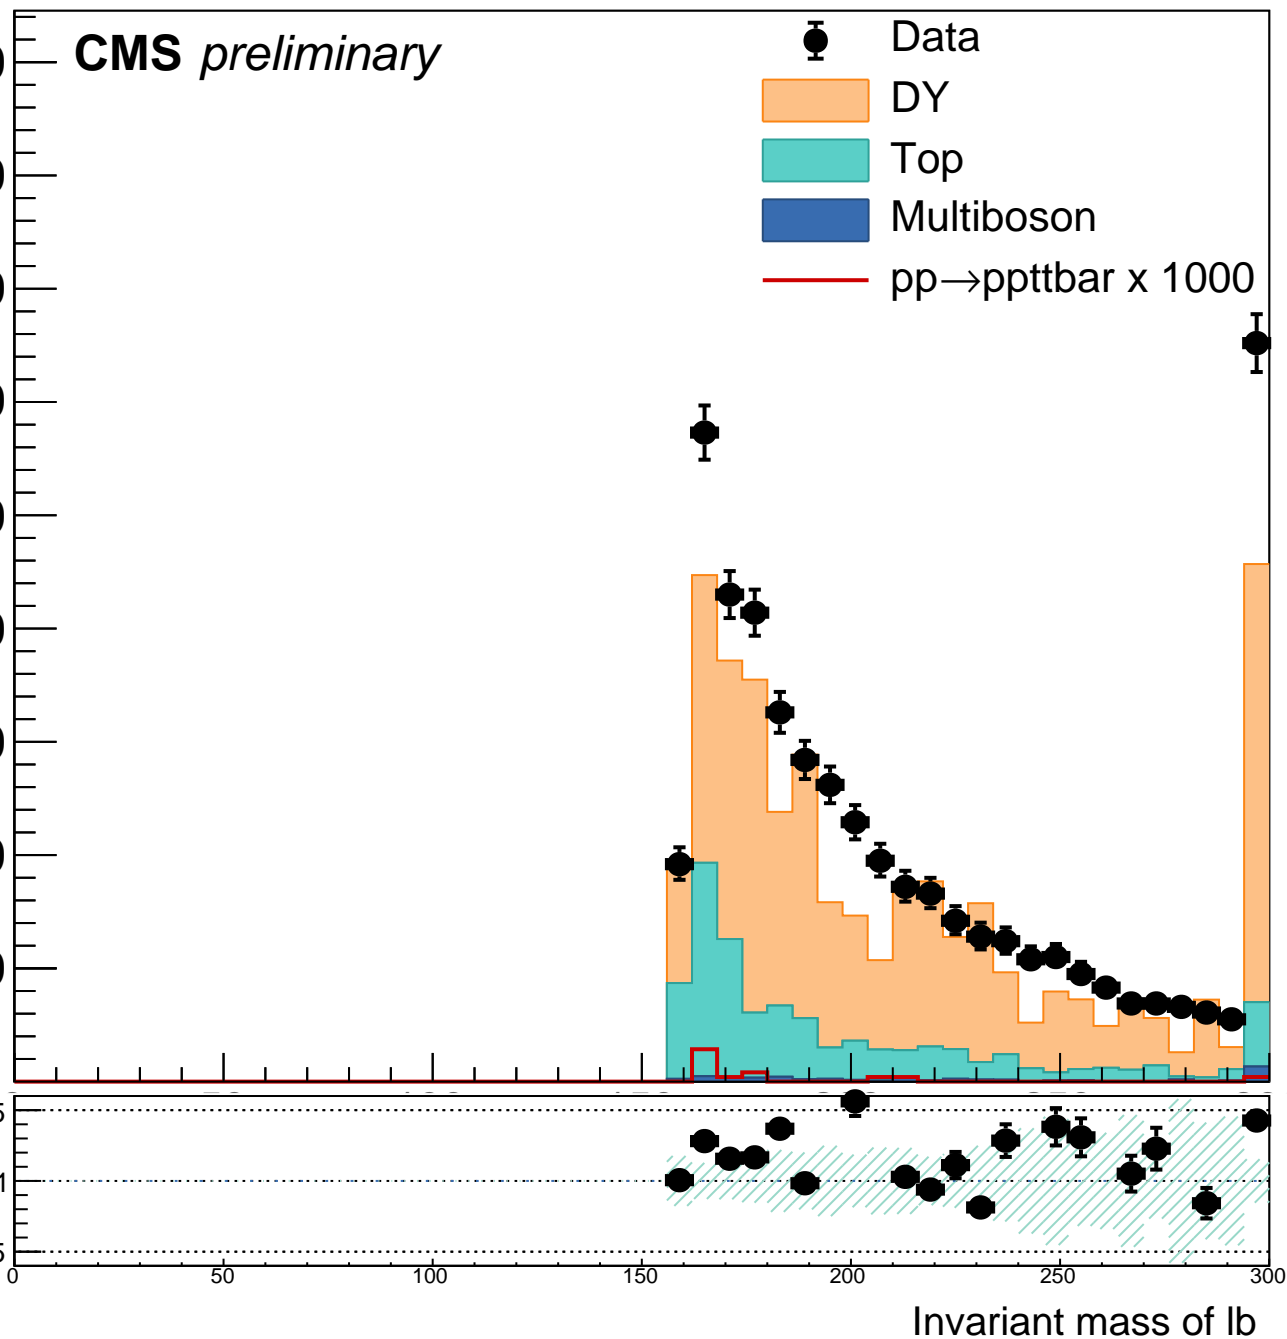 CMS preliminary
Data
DY
Top
Multiboson
pp→ppttbar x 1000
1
0 50 100 150 200 250 300
Invariant mass of lb